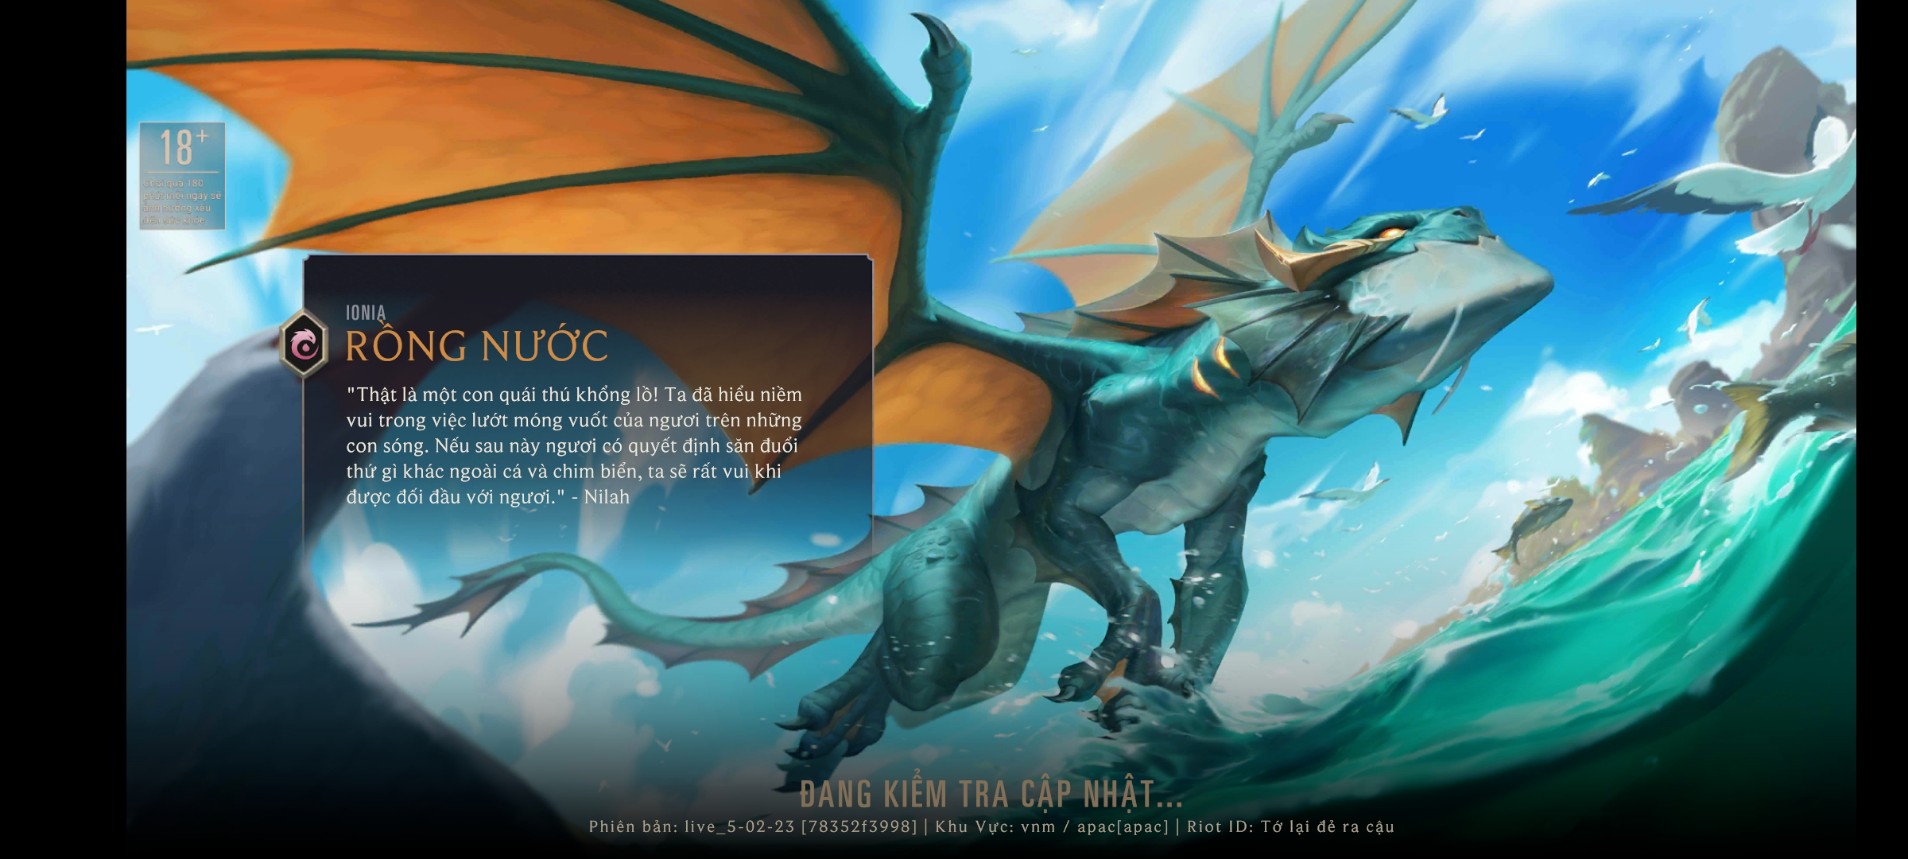 18+
IONIA
RỒNG NƯỚC
"Thật là một con quái thú khổng lồ! Ta đã hiểu niềm
vui trong việc lướt móng vuốt của ngươi trên những
con sóng. Nếu sau này ngươi có quyết định săn đuổi
thứ gì khác ngoài cá và chim biển, ta sẽ rất vui khi
được đối đầu với ngươi." - Nilah
ĐANG KIỂM TRA CẬP NHẬT...
Phiên bản: live_5-02-23 [78352f3998] | Khu Vực: vnm / apac[apac] | Riot ID: Tớ lại đẻ ra cậu